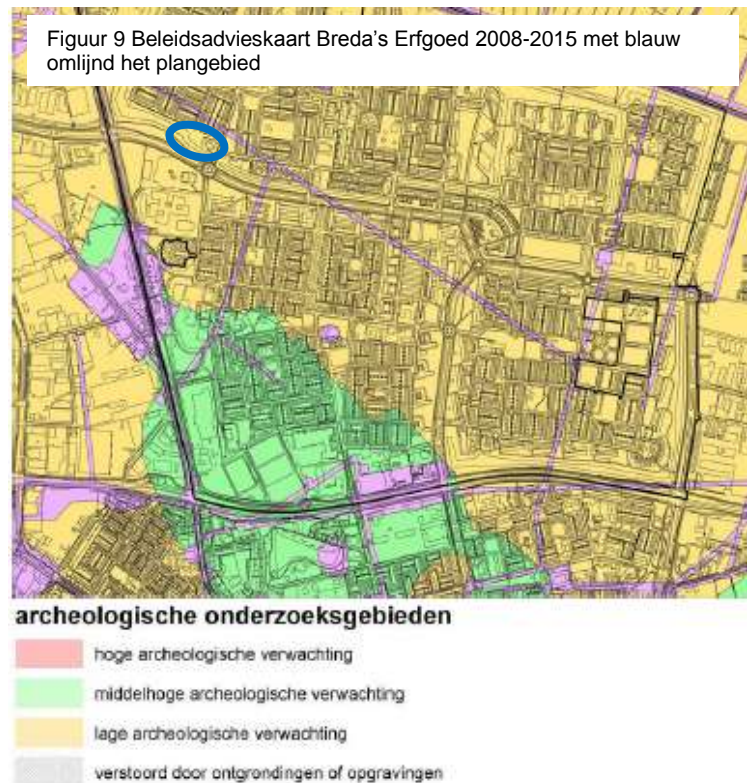 Figuur 9 Beleidsadvieskaart Breda's Erfgoed 2008-2015 met blauw
omlijnd het plangebied
archeologische onderzoeksgebieden
hoge archeologische verwachting
middelhoge archeologische verwachting
lage archeologische verwachting
verstoord door ontgrondingen of opgravingen